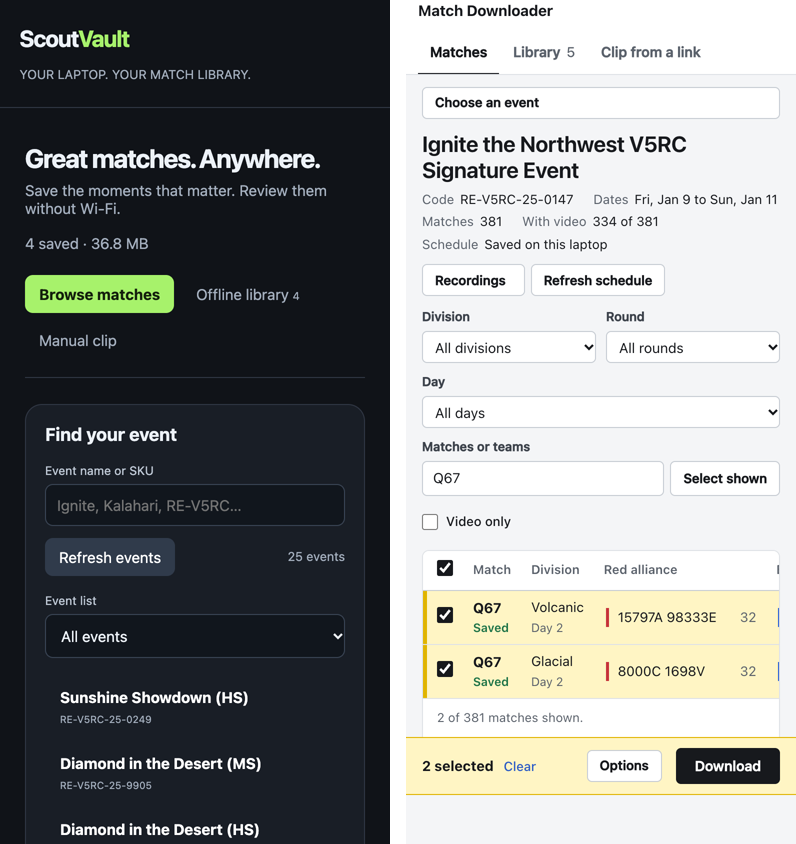 ScoutVault
YOUR LAPTOP. YOUR MATCH LIBRARY.
Great matches. Anywhere.
Save the moments that matter. Review them
without Wi-Fi.
4 saved · 36.8 MB
Browse matches
Offline library 4
Manual clip
Find your event
Event name or SKU
Ignite, Kalahari, RE-V5RC...
Refresh events
25 events
Event list
All events
Sunshine Showdown (HS)
RE-V5RC-25-0249
Diamond in the Desert (MS)
RE-V5RC-25-9905
Diamond in the Desert (HS)
Match Downloader
Matches
Library 5
Clip from a link
Choose an event
Ignite the Northwest V5RC
Signature Event
Code RE-V5RC-25-0147 Dates Fri, Jan 9 to Sun, Jan 11
Matches 381 With video 334 of 381
Schedule Saved on this laptop
Recordings
Refresh schedule
Division Round
All divisions All rounds
Day
All days
Matches or teams
Q67
Select shown
Video only
Match Division Red alliance
Q67 Volcanic 15797A 98333E 32
Saved Day 2
Q67 Glacial 8000C 1698V 32
Saved Day 2
2 of 381 matches shown.
2 selected Clear Options Download